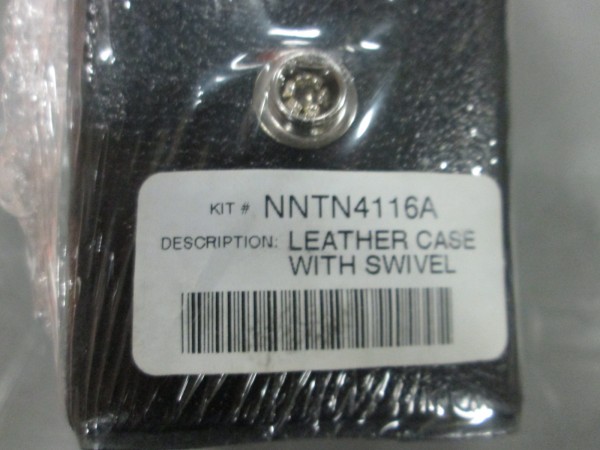 KIT # NNTN4116A
DESCRIPTION: LEATHER CASE
WITH SWIVEL